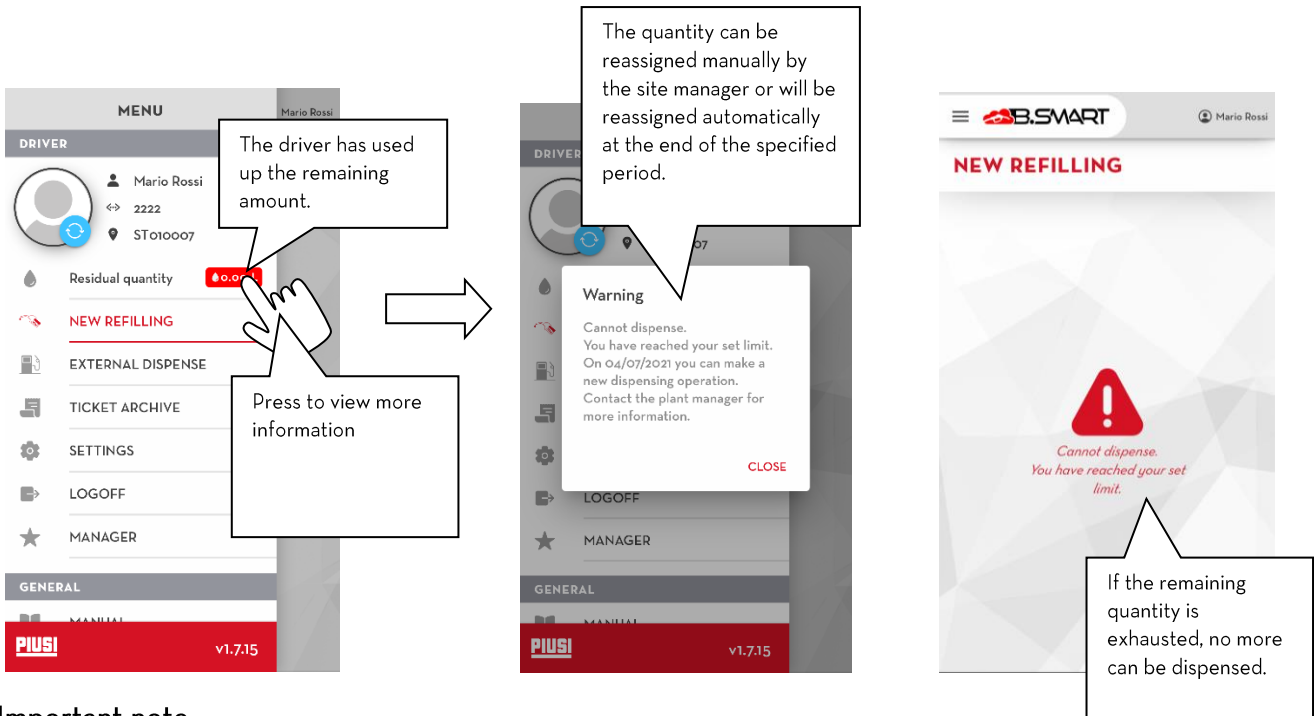 MENU
Mario Rossi
DRIVER
Mario Rossi
2222
ST010007
Residual quantity
NEW REFILLING
EXTERNAL DISPENSE
TICKET ARCHIVE
SETTINGS
LOGOFF
MANAGER
GENERAL
MANUAL
PIUSI v1.7.15
The driver has used
up the remaining
amount.
Press to view more
information
The quantity can be
reassigned manually by
the site manager or will be
reassigned automatically
at the end of the specified
period.
DRIVER
07
Warning
Cannot dispense.
You have reached your set limit.
On 04/07/2021 you can make a
new dispensing operation.
Contact the plant manager for
more information.
CLOSE
LOGOFF
MANAGER
GENERAL
MANUAL
PIUSI v1.7.15
B.SMART Mario Rossi
NEW REFILLING
Cannot dispense.
You have reached your set
limit.
If the remaining
quantity is
exhausted, no more
can be dispensed.
Important note